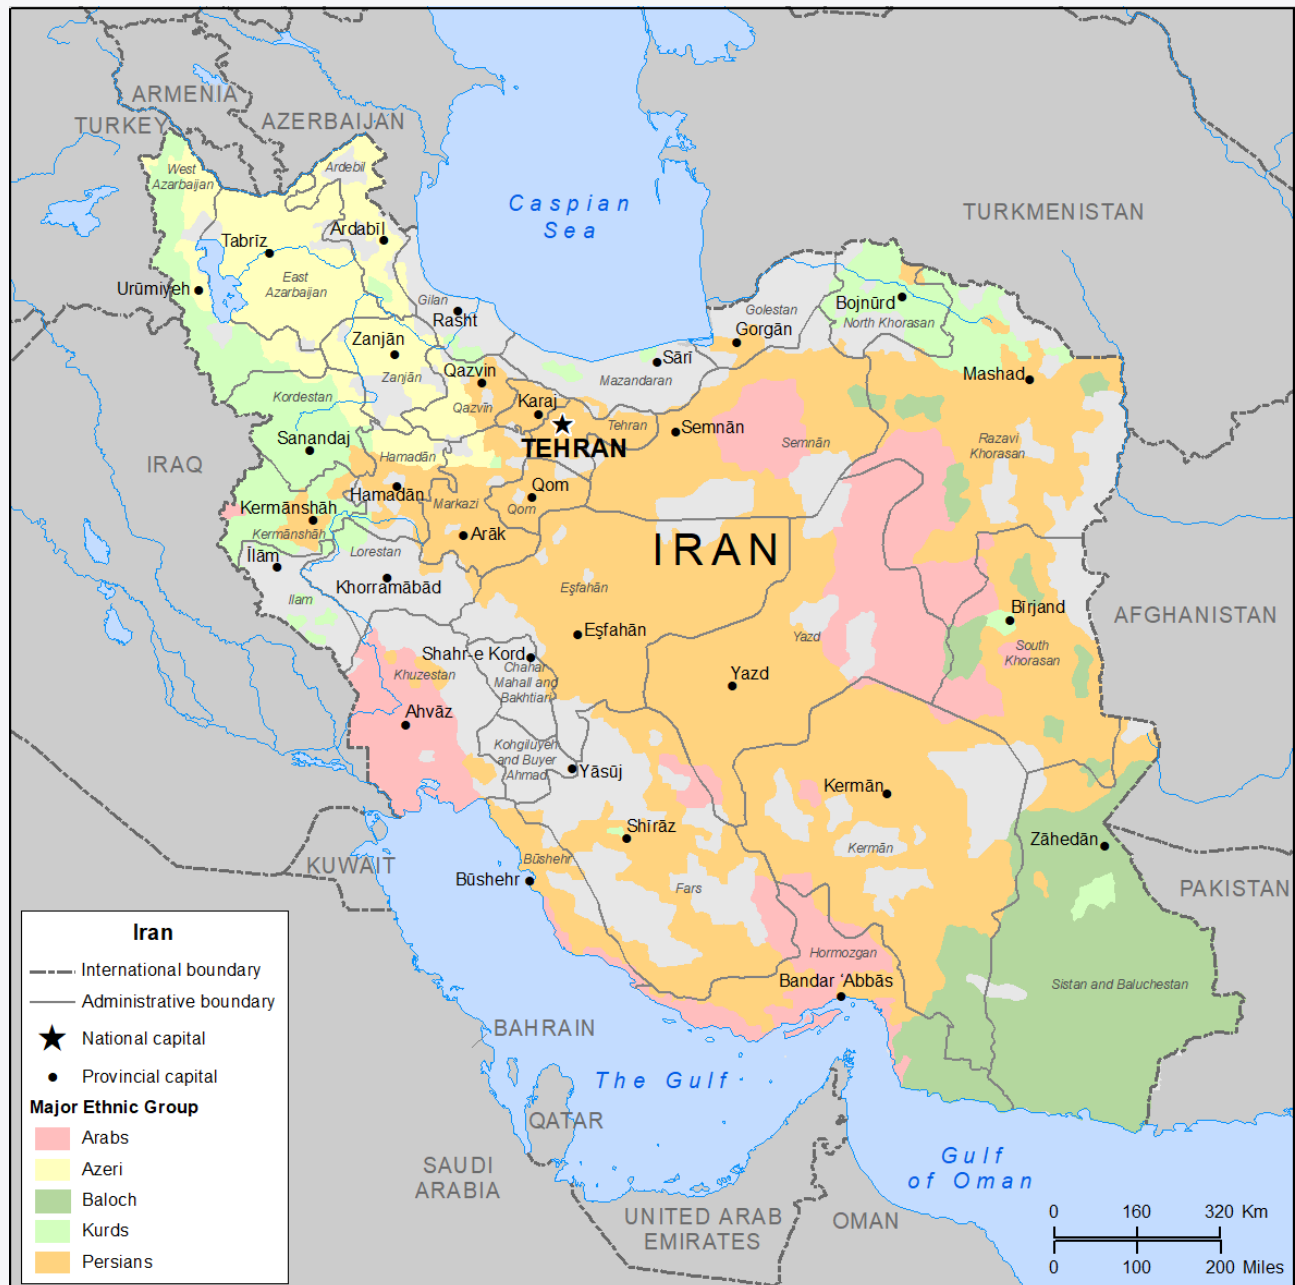 ARMENIA
TURKEY
AZERBAIJAN
West
Azarbaijan
Ardebil
Caspian
Sea
TURKMENISTAN
Tabrīz
Ardabīl
East
Azarbaijan
Urūmīyeh
Gilan
Rasht
Golestan
Gorgān
Bojnūrd
North Khorasan
Zanjān
Zanjān
Qazvin
Qazvīn
Sārī
Mazandaran
Mashad
Kordestan
Karaj
Tehran
TEHRAN
Semnān
Semnān
Sanandaj
Hamadān
Razavi
Khorasan
IRAQ
Hamadān
Markazi
Qom
Qom
Kermānshāh
Kermānshāh
Arāk
IRAN
Īlām
Lorestan
Khorramābād
Ilam
Eşfahān
Eşfahān
Yazd
Bīrjand
South
Khorasan
AFGHANISTAN
Shahr-e Kord
Chahar
Mahall and
Bakhtiari
Khuzestan
Yazd
Ahvāz
Kohgiluyeh
and Buyer
Ahmad
Yāsūj
Kermān
Kermān
Shīrāz
Zāhedān
KUWAIT
Būshehr
Būshehr
Fars
PAKISTAN
Hormozgan
Bandar ‘Abbās
Sistan and Baluchestan
BAHRAIN
The Gulf
QATAR
SAUDI
ARABIA
Gulf
of Oman
UNITED ARAB
EMIRATES
OMAN
Iran
International boundary
Administrative boundary
National capital
Provincial capital
Major Ethnic Group
Arabs
Azeri
Baloch
Kurds
Persians
0 160 320 Km
0 100 200 Miles